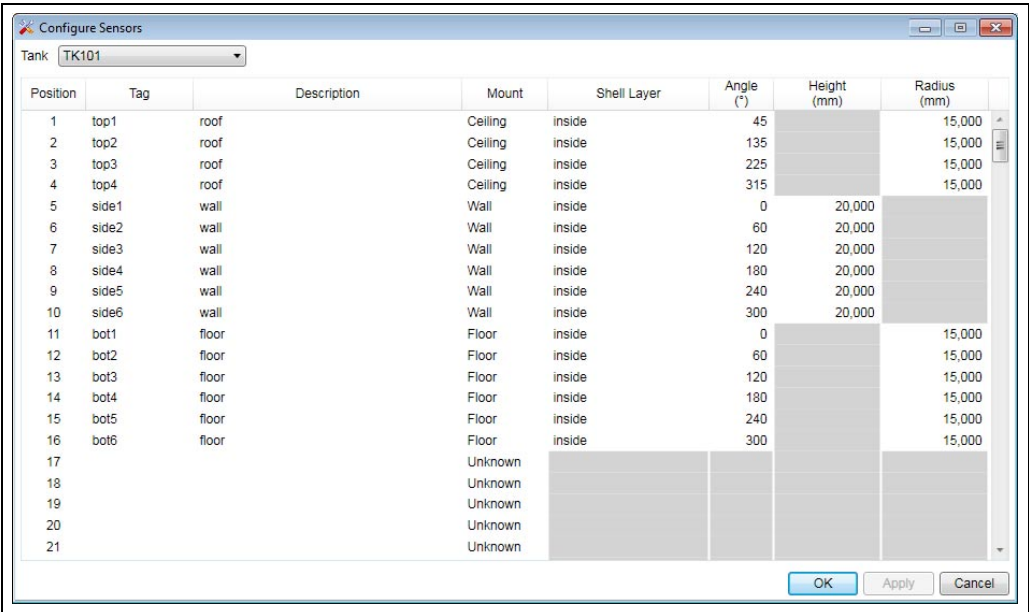 Configure Sensors
Tank TK101
Position Tag Description Mount Shell Layer Angle (°) Height (mm) Radius (mm)
1 top1 roof Ceiling inside 45 15,000
2 top2 roof Ceiling inside 135 15,000
3 top3 roof Ceiling inside 225 15,000
4 top4 roof Ceiling inside 315 15,000
5 side1 wall Wall inside 0 20,000
6 side2 wall Wall inside 60 20,000
7 side3 wall Wall inside 120 20,000
8 side4 wall Wall inside 180 20,000
9 side5 wall Wall inside 240 20,000
10 side6 wall Wall inside 300 20,000
11 bot1 floor Floor inside 0 15,000
12 bot2 floor Floor inside 60 15,000
13 bot3 floor Floor inside 120 15,000
14 bot4 floor Floor inside 180 15,000
15 bot5 floor Floor inside 240 15,000
16 bot6 floor Floor inside 300 15,000
17 Unknown
18 Unknown
19 Unknown
20 Unknown
21 Unknown
OK Apply Cancel